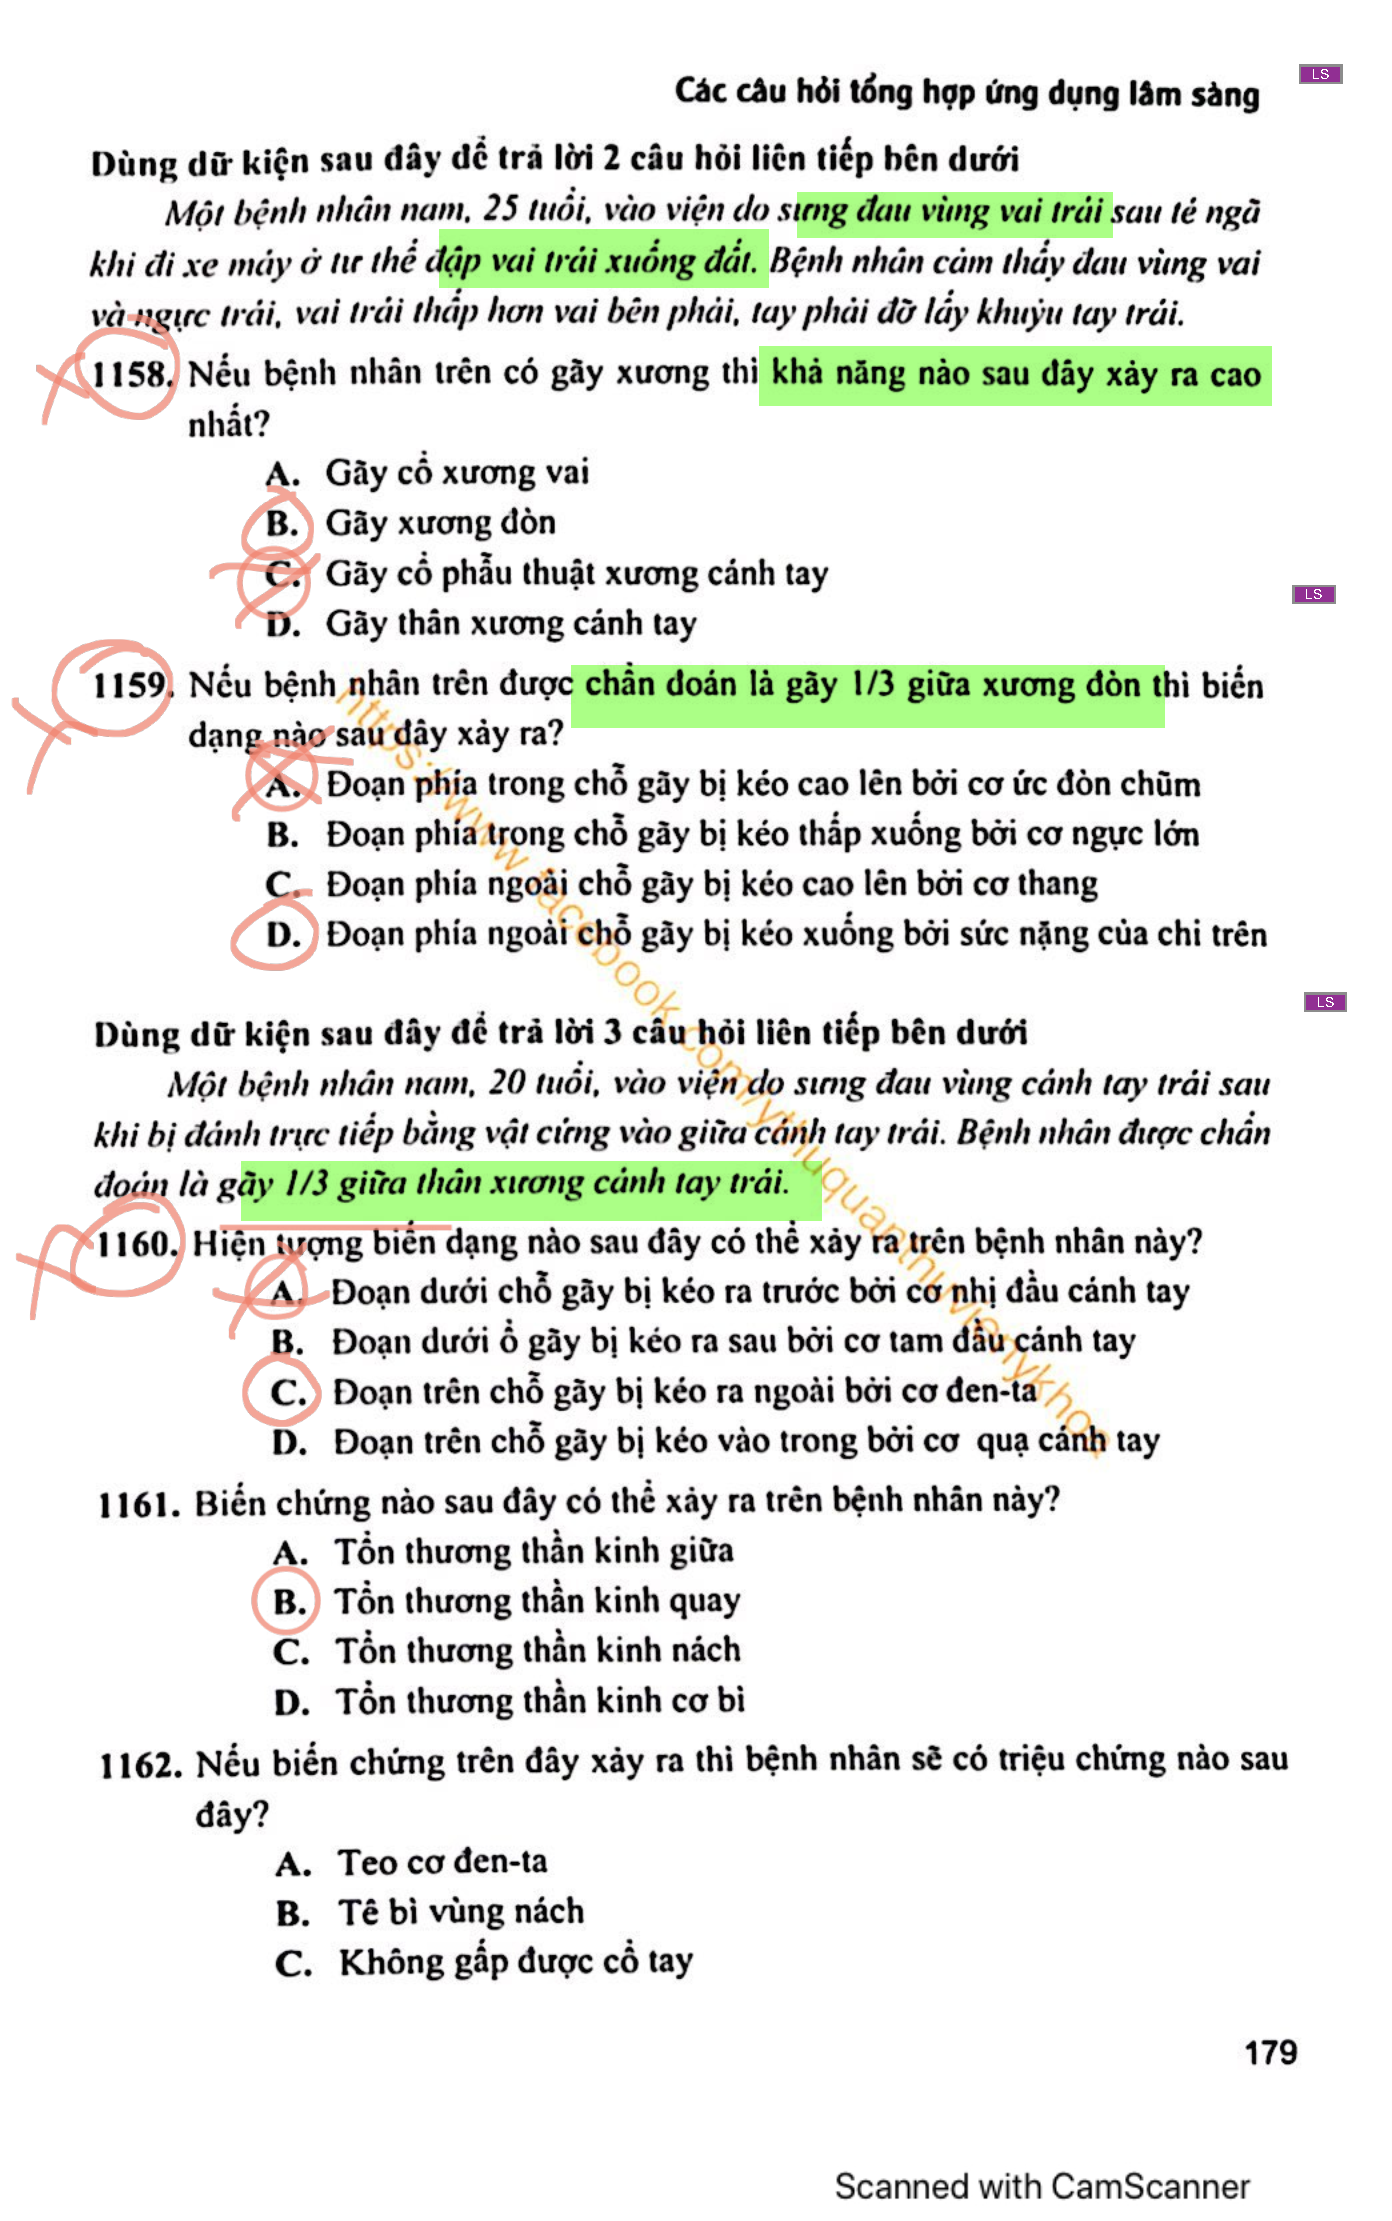 Các câu hỏi tổng hợp ứng dụng lâm sàng
LS
Dùng dữ kiện sau đây để trả lời 2 câu hỏi liên tiếp bên dưới
Một bệnh nhân nam, 25 tuổi, vào viện do sưng đau vùng vai trái sau té ngã
khi đi xe máy ở tư thế đập vai trái xuống đất. Bệnh nhân cảm thấy đau vùng vai
và ngực trái, vai trái thấp hơn vai bên phải, tay phải đỡ lấy khuỷu tay trái.
1158. Nếu bệnh nhân trên có gãy xương thì khả năng nào sau đây xảy ra cao
nhất?
A. Gãy cổ xương vai
B. Gãy xương đòn
C. Gãy cổ phẫu thuật xương cánh tay
LS
D. Gãy thân xương cánh tay
1159. Nếu bệnh nhân trên được chẩn đoán là gãy 1/3 giữa xương đòn thì biến
dạng nào sau đây xảy ra?
A. Đoạn phía trong chỗ gãy bị kéo cao lên bởi cơ ức đòn chũm
B. Đoạn phía trong chỗ gãy bị kéo thấp xuống bởi cơ ngực lớn
C. Đoạn phía ngoài chỗ gãy bị kéo cao lên bởi cơ thang
D. Đoạn phía ngoài chỗ gãy bị kéo xuống bởi sức nặng của chi trên
LS
Dùng dữ kiện sau đây để trả lời 3 câu hỏi liên tiếp bên dưới
Một bệnh nhân nam, 20 tuổi, vào viện do sưng đau vùng cánh tay trái sau
khi bị đánh trực tiếp bằng vật cứng vào giữa cánh tay trái. Bệnh nhân được chẩn
đoán là gãy 1/3 giữa thân xương cánh tay trái.
1160. Hiện tượng biến dạng nào sau đây có thể xảy ra trên bệnh nhân này?
A. Đoạn dưới chỗ gãy bị kéo ra trước bởi cơ nhị đầu cánh tay
B. Đoạn dưới ổ gãy bị kéo ra sau bởi cơ tam đầu cánh tay
C. Đoạn trên chỗ gãy bị kéo ra ngoài bởi cơ đen-ta
D. Đoạn trên chỗ gãy bị kéo vào trong bởi cơ quạ cánh tay
https://www.facebook.com/ythuquanthuvienykhoa
1161. Biến chứng nào sau đây có thể xảy ra trên bệnh nhân này?
A. Tổn thương thần kinh giữa
B. Tổn thương thần kinh quay
C. Tổn thương thần kinh nách
D. Tổn thương thần kinh cơ bì
1162. Nếu biến chứng trên đây xảy ra thì bệnh nhân sẽ có triệu chứng nào sau
đây?
A. Teo cơ đen-ta
B. Tê bì vùng nách
C. Không gấp được cổ tay
179
Scanned with CamScanner